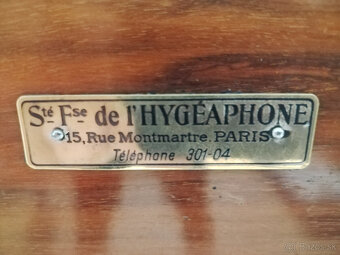 Sté Fse de l'HYGÉAPHONE
15, Rue Montmartre, PARIS
Téléphone 301-04